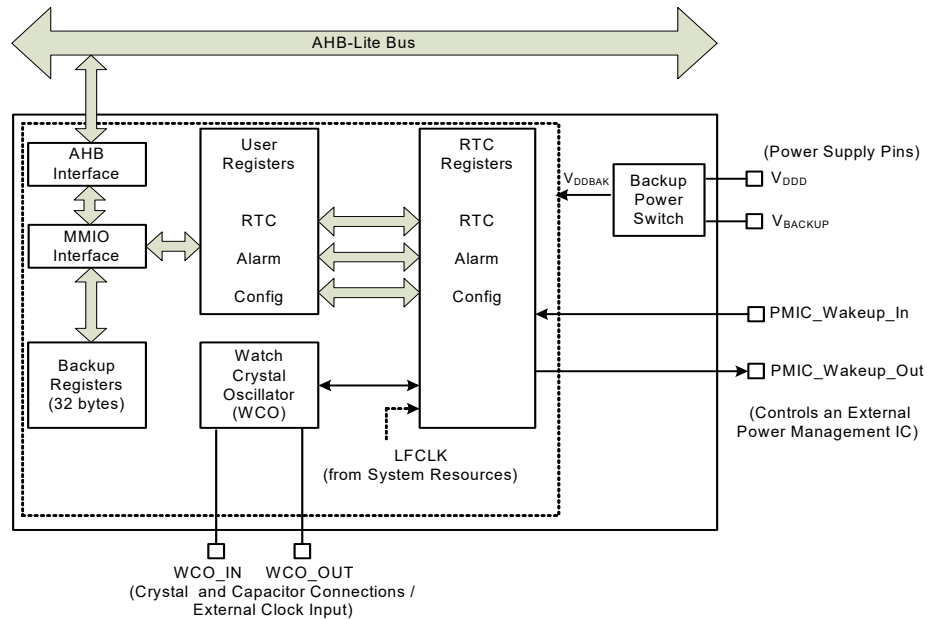 AHB-Lite Bus
AHB
Interface
MMIO
Interface
Backup
Registers
(32 bytes)
User
Registers
RTC
Alarm
Config
Watch
Crystal
Oscillator
(WCO)
RTC
Registers
RTC
Alarm
Config
LFCLK
(from System Resources)
VDDBAK
Backup
Power
Switch
(Power Supply Pins)
VDDD
VBACKUP
PMIC_Wakeup_In
PMIC_Wakeup_Out
(Controls an External
Power Management IC)
WCO_IN WCO_OUT
(Crystal and Capacitor Connections /
External Clock Input)